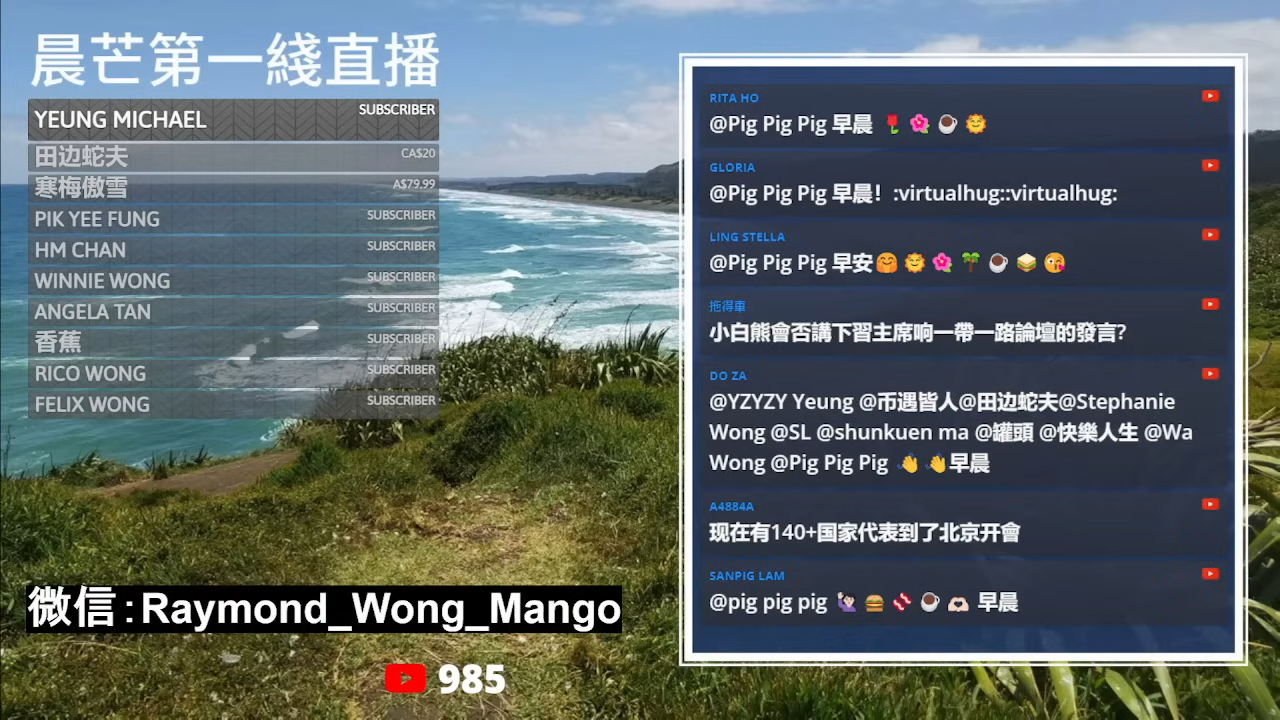 晨芒第一綫直播
YEUNG MICHAEL SUBSCRIBER
田边蛇夫 CA$20
寒梅傲雪 A$79.99
PIK YEE FUNG SUBSCRIBER
HM CHAN SUBSCRIBER
WINNIE WONG SUBSCRIBER
ANGELA TAN SUBSCRIBER
香蕉 SUBSCRIBER
RICO WONG SUBSCRIBER
FELIX WONG SUBSCRIBER
微信:Raymond_Wong_Mango
985
RITA HO
@Pig Pig Pig 早晨 🌷🌺☕🌞
GLORIA
@Pig Pig Pig 早晨！:virtualhug::virtualhug:
LING STELLA
@Pig Pig Pig 早安🤗🌞🌺🌴☕🥪😘
拖得車
小白熊會否講下習主席响一帶一路論壇的發言?
DO ZA
@YZYZY Yeung @币遇皆人@田边蛇夫@Stephanie
Wong @SL @shunkuen ma @罐頭 @快樂人生 @Wa
Wong @Pig Pig Pig 👋 👋早晨
A4884A
现在有140+国家代表到了北京开會
SANPIG LAM
@pig pig pig 🙋🏻‍♀️🍔🥓☕🫶🏻 早晨